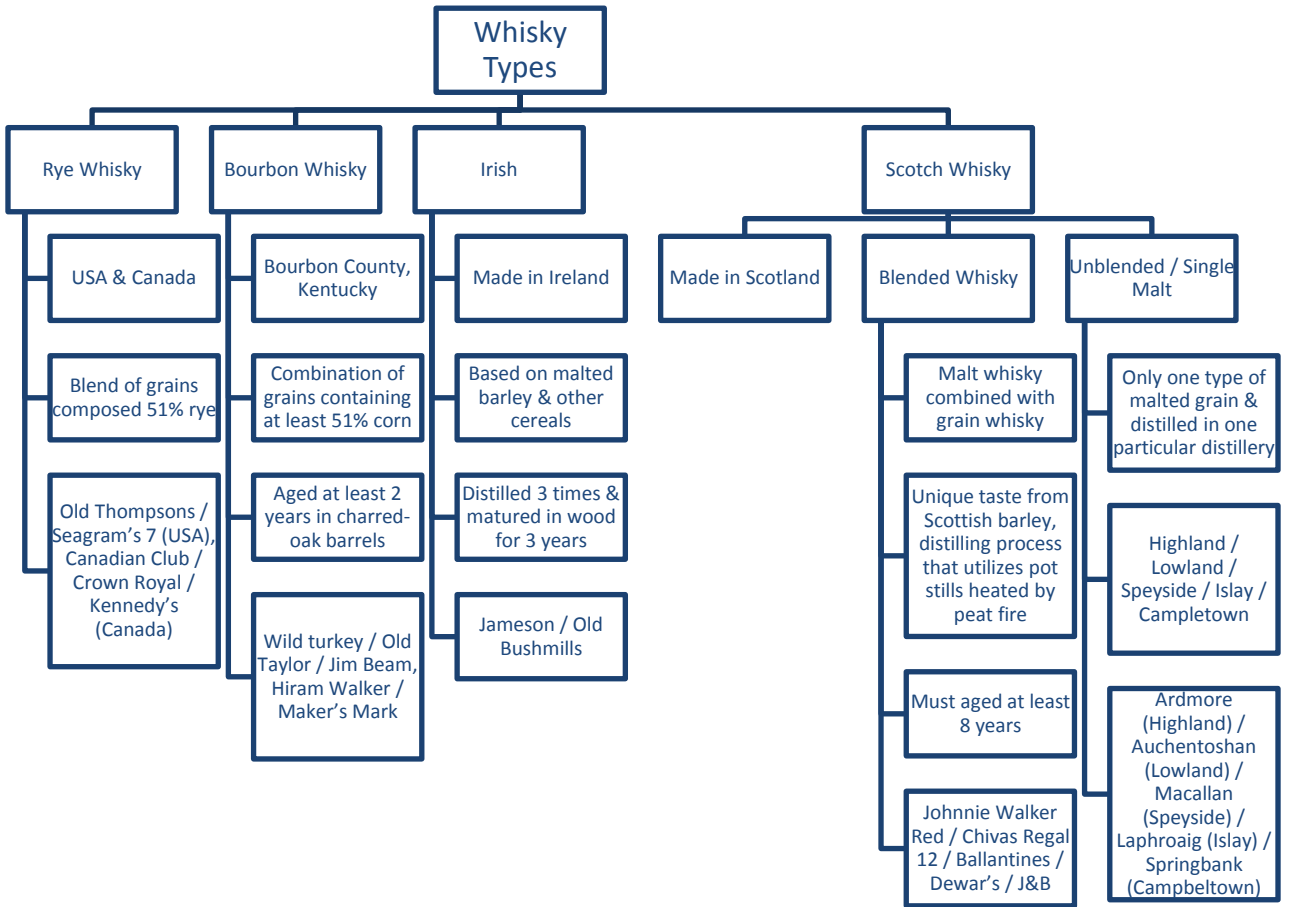 Whisky
Types
Rye Whisky
USA & Canada
Blend of grains
composed 51% rye
Old Thompsons /
Seagram’s 7 (USA),
Canadian Club /
Crown Royal /
Kennedy’s
(Canada)
Bourbon Whisky
Bourbon County,
Kentucky
Combination of
grains containing
at least 51% corn
Aged at least 2
years in charred-
oak barrels
Wild turkey / Old
Taylor / Jim Beam,
Hiram Walker /
Maker’s Mark
Irish
Made in Ireland
Based on malted
barley & other
cereals
Distilled 3 times &
matured in wood
for 3 years
Jameson / Old
Bushmills
Scotch Whisky
Made in Scotland
Blended Whisky
Malt whisky
combined with
grain whisky
Unique taste from
Scottish barley,
distilling process
that utilizes pot
stills heated by
peat fire
Must aged at least
8 years
Johnnie Walker
Red / Chivas Regal
12 / Ballantines /
Dewar’s / J&B
Unblended / Single
Malt
Only one type of
malted grain &
distilled in one
particular distillery
Highland /
Lowland /
Speyside / Islay /
Campletown
Ardmore
(Highland) /
Auchentoshan
(Lowland) /
Macallan
(Speyside) /
Laphroaig (Islay) /
Springbank
(Campbeltown)